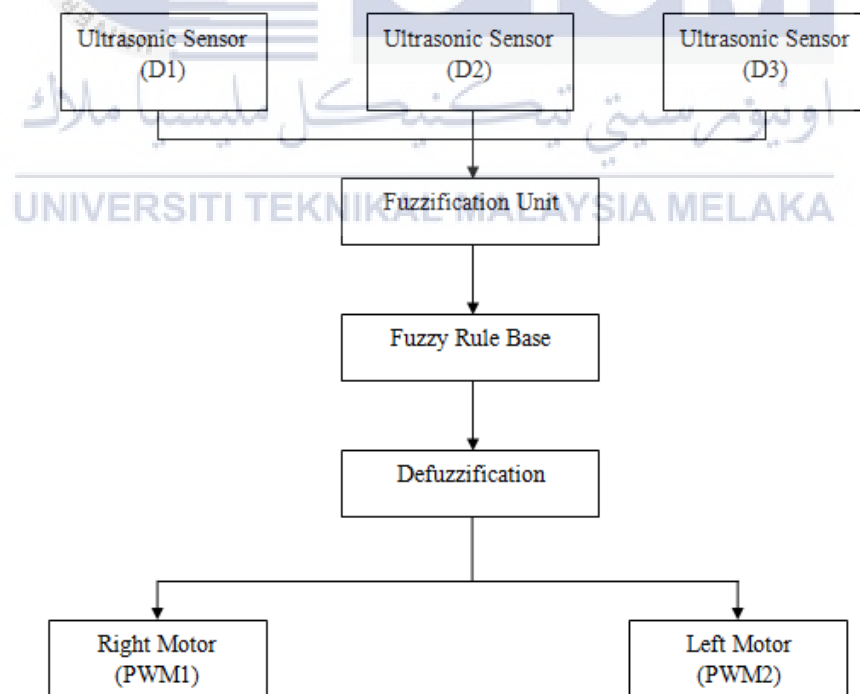 Ultrasonic Sensor
(D1)
Ultrasonic Sensor
(D2)
Ultrasonic Sensor
(D3)
اونيۏرسيتي تيكنيكل مليسيا ملاك
UNIVERSITI TEKNIKAL MALAYSIA MELAKA
Fuzzification Unit
Fuzzy Rule Base
Defuzzification
Right Motor
(PWM1)
Left Motor
(PWM2)